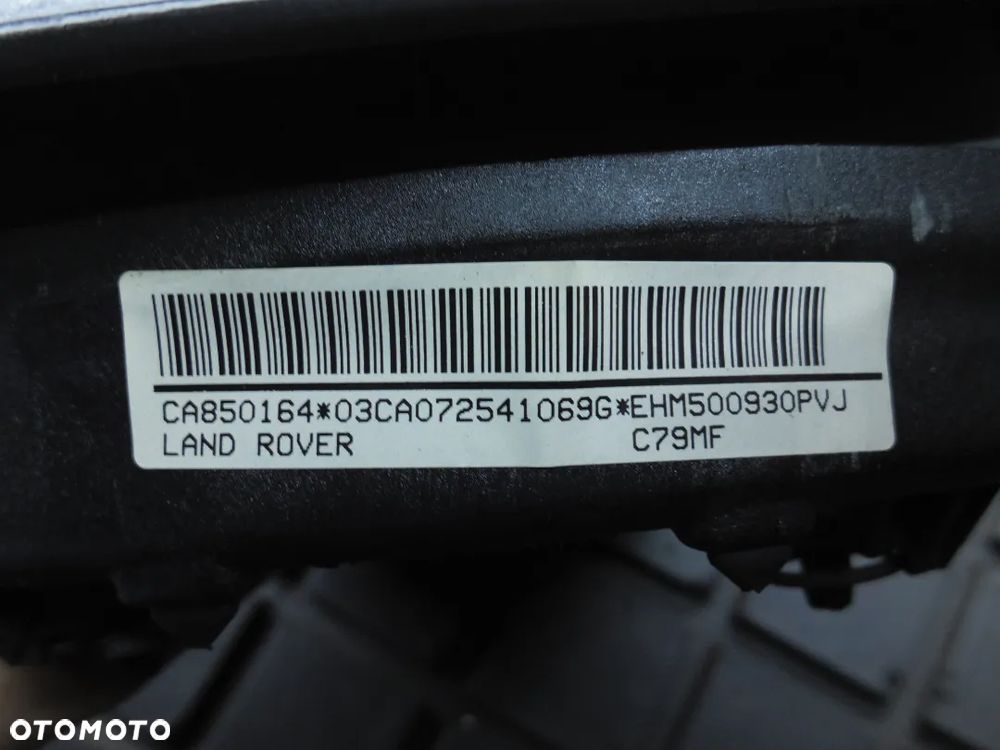 CA850164*03CA072541069G*EHM500930PVJ
LAND ROVER C79MF
OTOMOTO